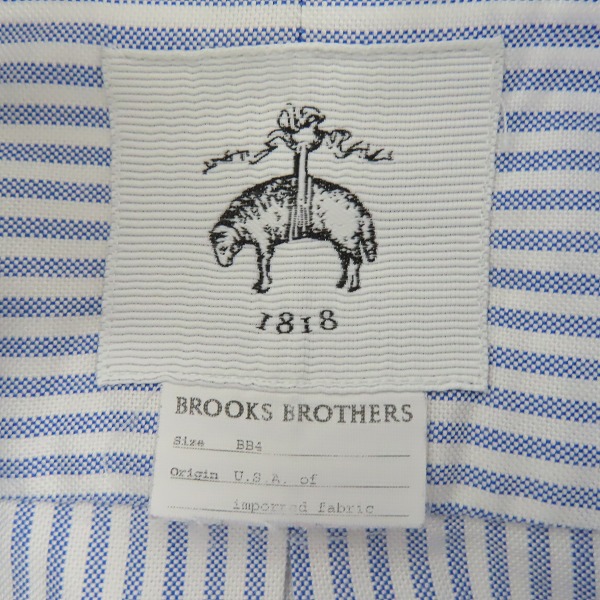 1818
BROOKS BROTHERS
Size BB4
Origin U.S.A. of
imported fabric